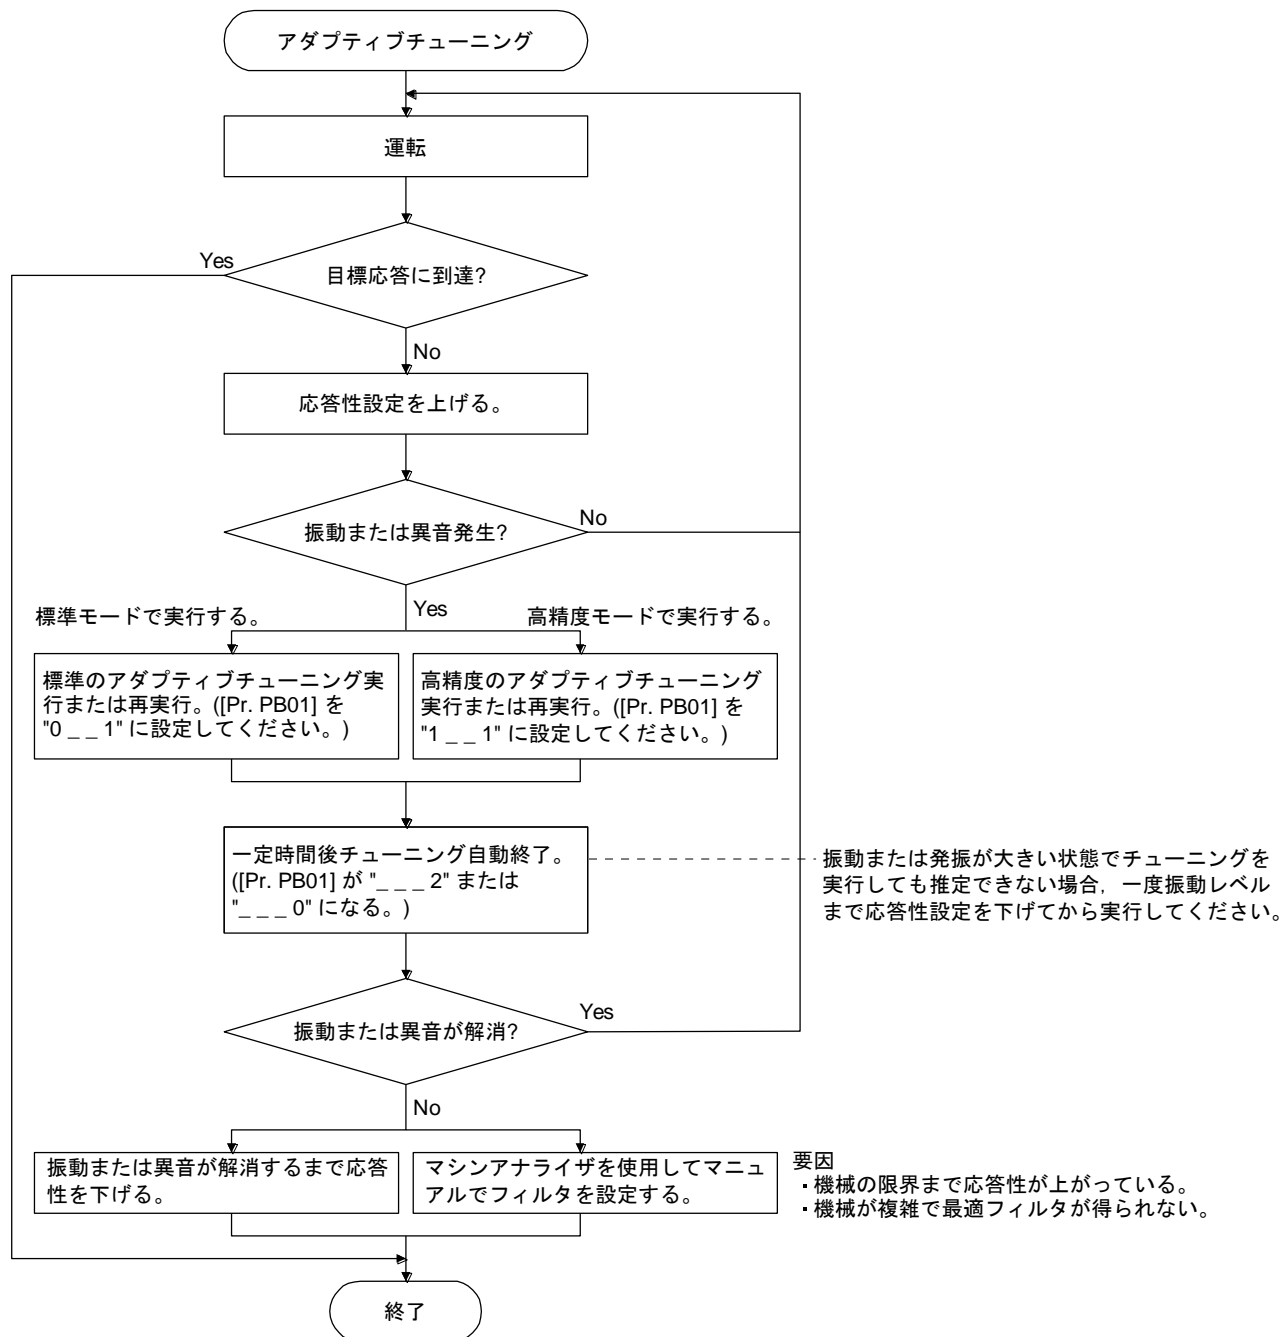 アダプティブチューニング
運転
Yes
目標応答に到達?
No
応答性設定を上げる。
振動または異音発生?
No
Yes
標準モードで実行する。
高精度モードで実行する。
標準のアダプティブチューニング実
行または再実行。([Pr. PB01] を
"0 _ _ 1" に設定してください。)
高精度のアダプティブチューニング
実行または再実行。([Pr. PB01] を
"1 _ _ 1" に設定してください。)
一定時間後チューニング自動終了。
([Pr. PB01] が "_ _ _ 2" または
"_ _ _ 0" になる。)
振動または発振が大きい状態でチューニングを
実行しても推定できない場合，一度振動レベル
まで応答性設定を下げてから実行してください。
振動または異音が解消?
Yes
No
振動または異音が解消するまで応答
性を下げる。
マシンアナライザを使用してマニュ
アルでフィルタを設定する。
要因
・機械の限界まで応答性が上がっている。
・機械が複雑で最適フィルタが得られない。
終了